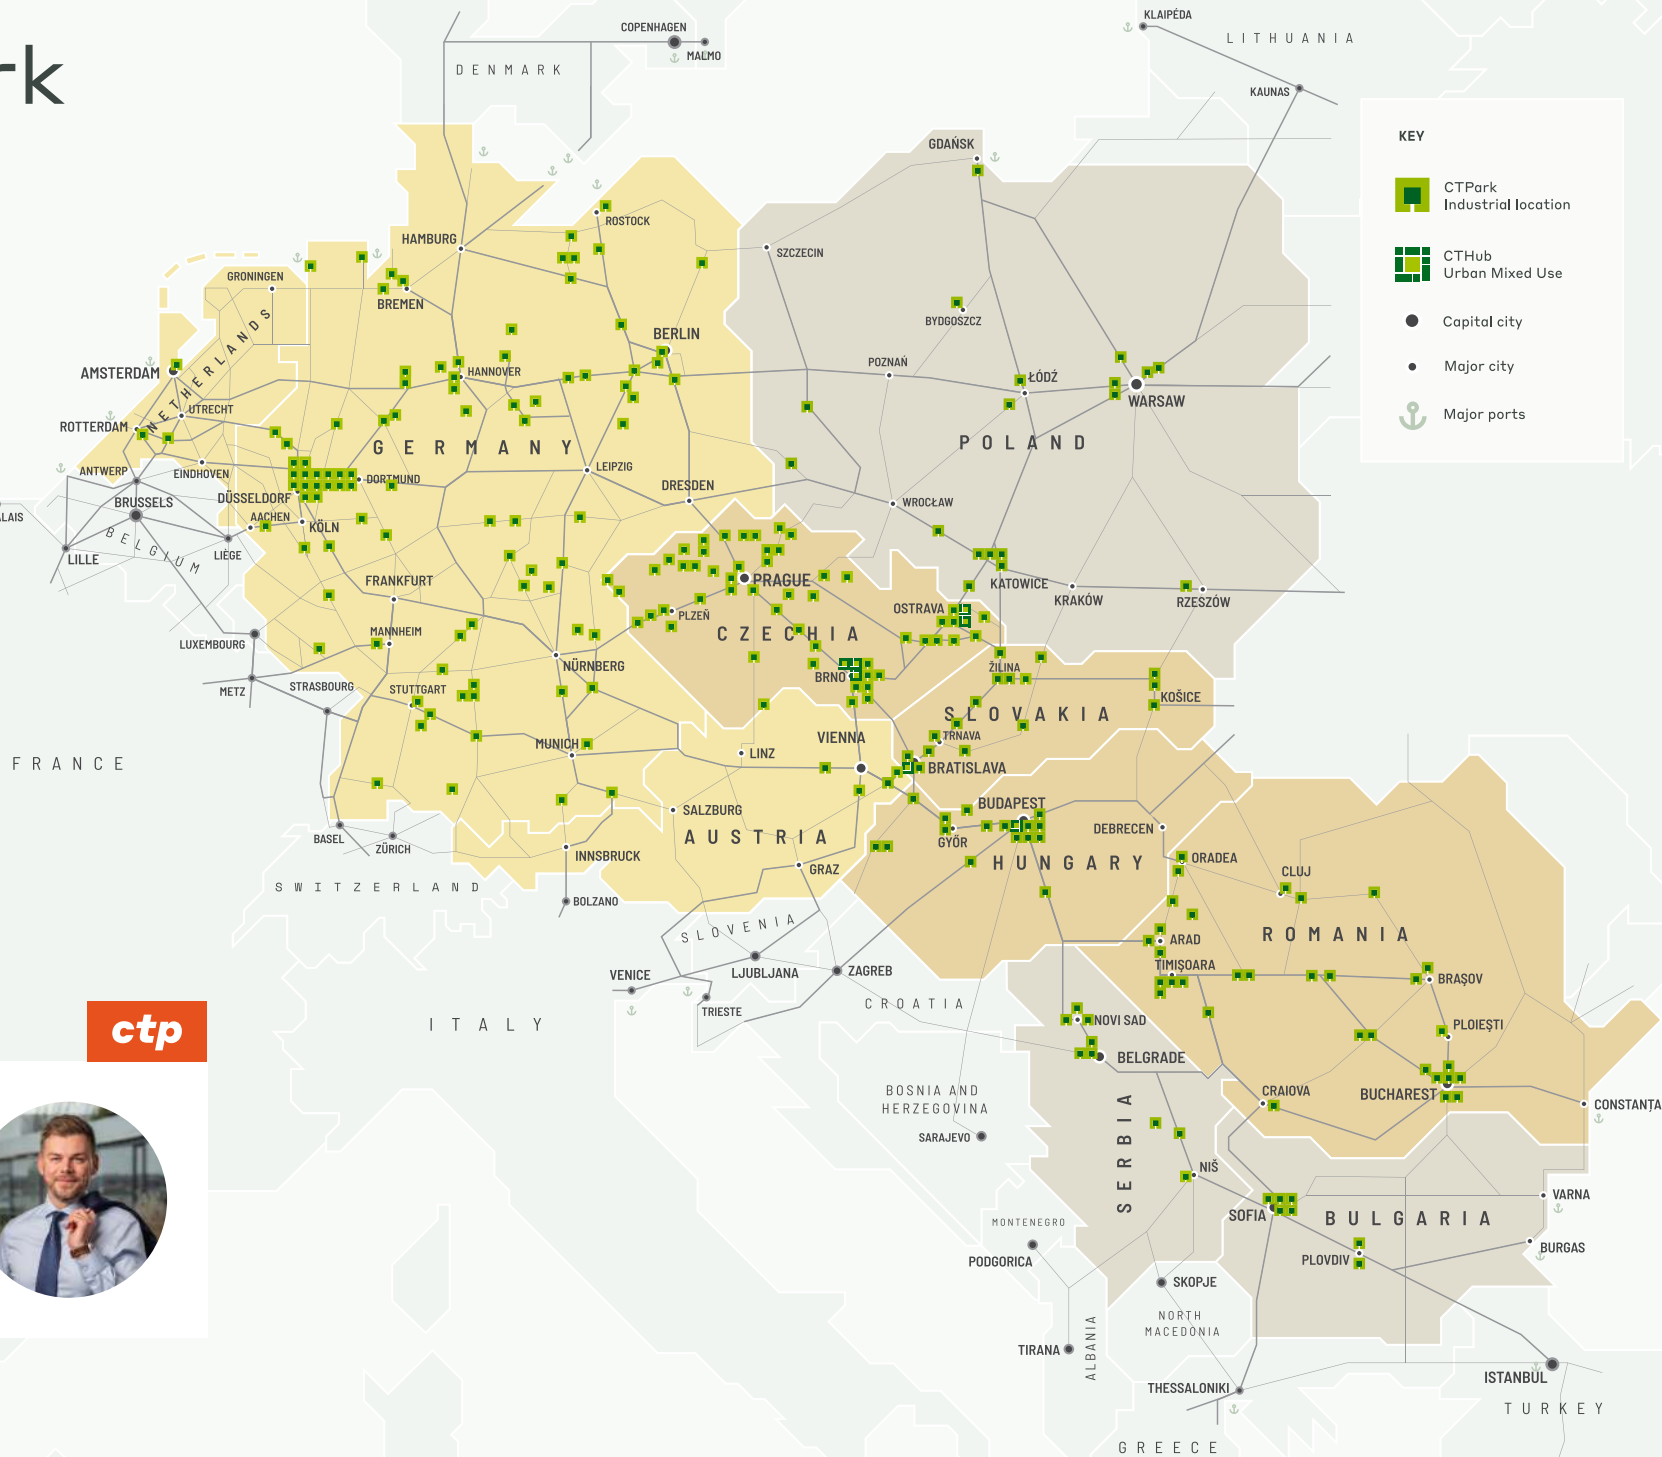 rk
COPENHAGEN
MALMO
DENMARK
KLAIPÉDA
LITHUANIA
KAUNAS
KEY
CTPark
Industrial location
CTHub
Urban Mixed Use
Capital city
Major city
Major ports
GDAŃSK
ROSTOCK
HAMBURG
SZCZECIN
GRONINGEN
BREMEN
BYDGOSZCZ
BERLIN
NETHERLANDS
AMSTERDAM
HANNOVER
POZNAŃ
ŁÓDŹ
WARSAW
UTRECHT
ROTTERDAM
GERMANY
POLAND
ANTWERP
EINDHOVEN
DORTMUND
LEIPZIG
DRESDEN
BRUSSELS
DÜSSELDORF
WROCŁAW
ALAIS
AACHEN
KÖLN
BELGIUM
LIÈGE
LILLE
FRANKFURT
PRAGUE
KATOWICE
KRAKÓW
RZESZÓW
OSTRAVA
PLZEŇ
CZECHIA
MANNHEIM
LUXEMBOURG
NÜRNBERG
ŽILINA
BRNO
METZ
STRASBOURG
STUTTGART
KOŠICE
SLOVAKIA
TRNAVA
VIENNA
MUNICH
LINZ
FRANCE
BRATISLAVA
BUDAPEST
SALZBURG
DEBRECEN
BASEL
ZÜRICH
AUSTRIA
GYŐR
INNSBRUCK
HUNGARY
ORADEA
GRAZ
CLUJ
SWITZERLAND
BOLZANO
SLOVENIA
ARAD
ROMANIA
TIMIȘOARA
VENICE
LJUBLJANA
ZAGREB
BRAȘOV
TRIESTE
CROATIA
ITALY
NOVI SAD
PLOIEȘTI
ctp
BELGRADE
BOSNIA AND
HERZEGOVINA
CRAIOVA
BUCHAREST
CONSTANȚA
SARAJEVO
SERBIA
NIŠ
VARNA
SOFIA
BULGARIA
MONTENEGRO
PODGORICA
PLOVDIV
BURGAS
SKOPJE
NORTH
MACEDONIA
TIRANA
ALBANIA
THESSALONIKI
ISTANBUL
TURKEY
GREECE